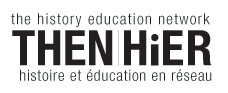 the history education network
THEN|HiER
histoire et éducation en réseau